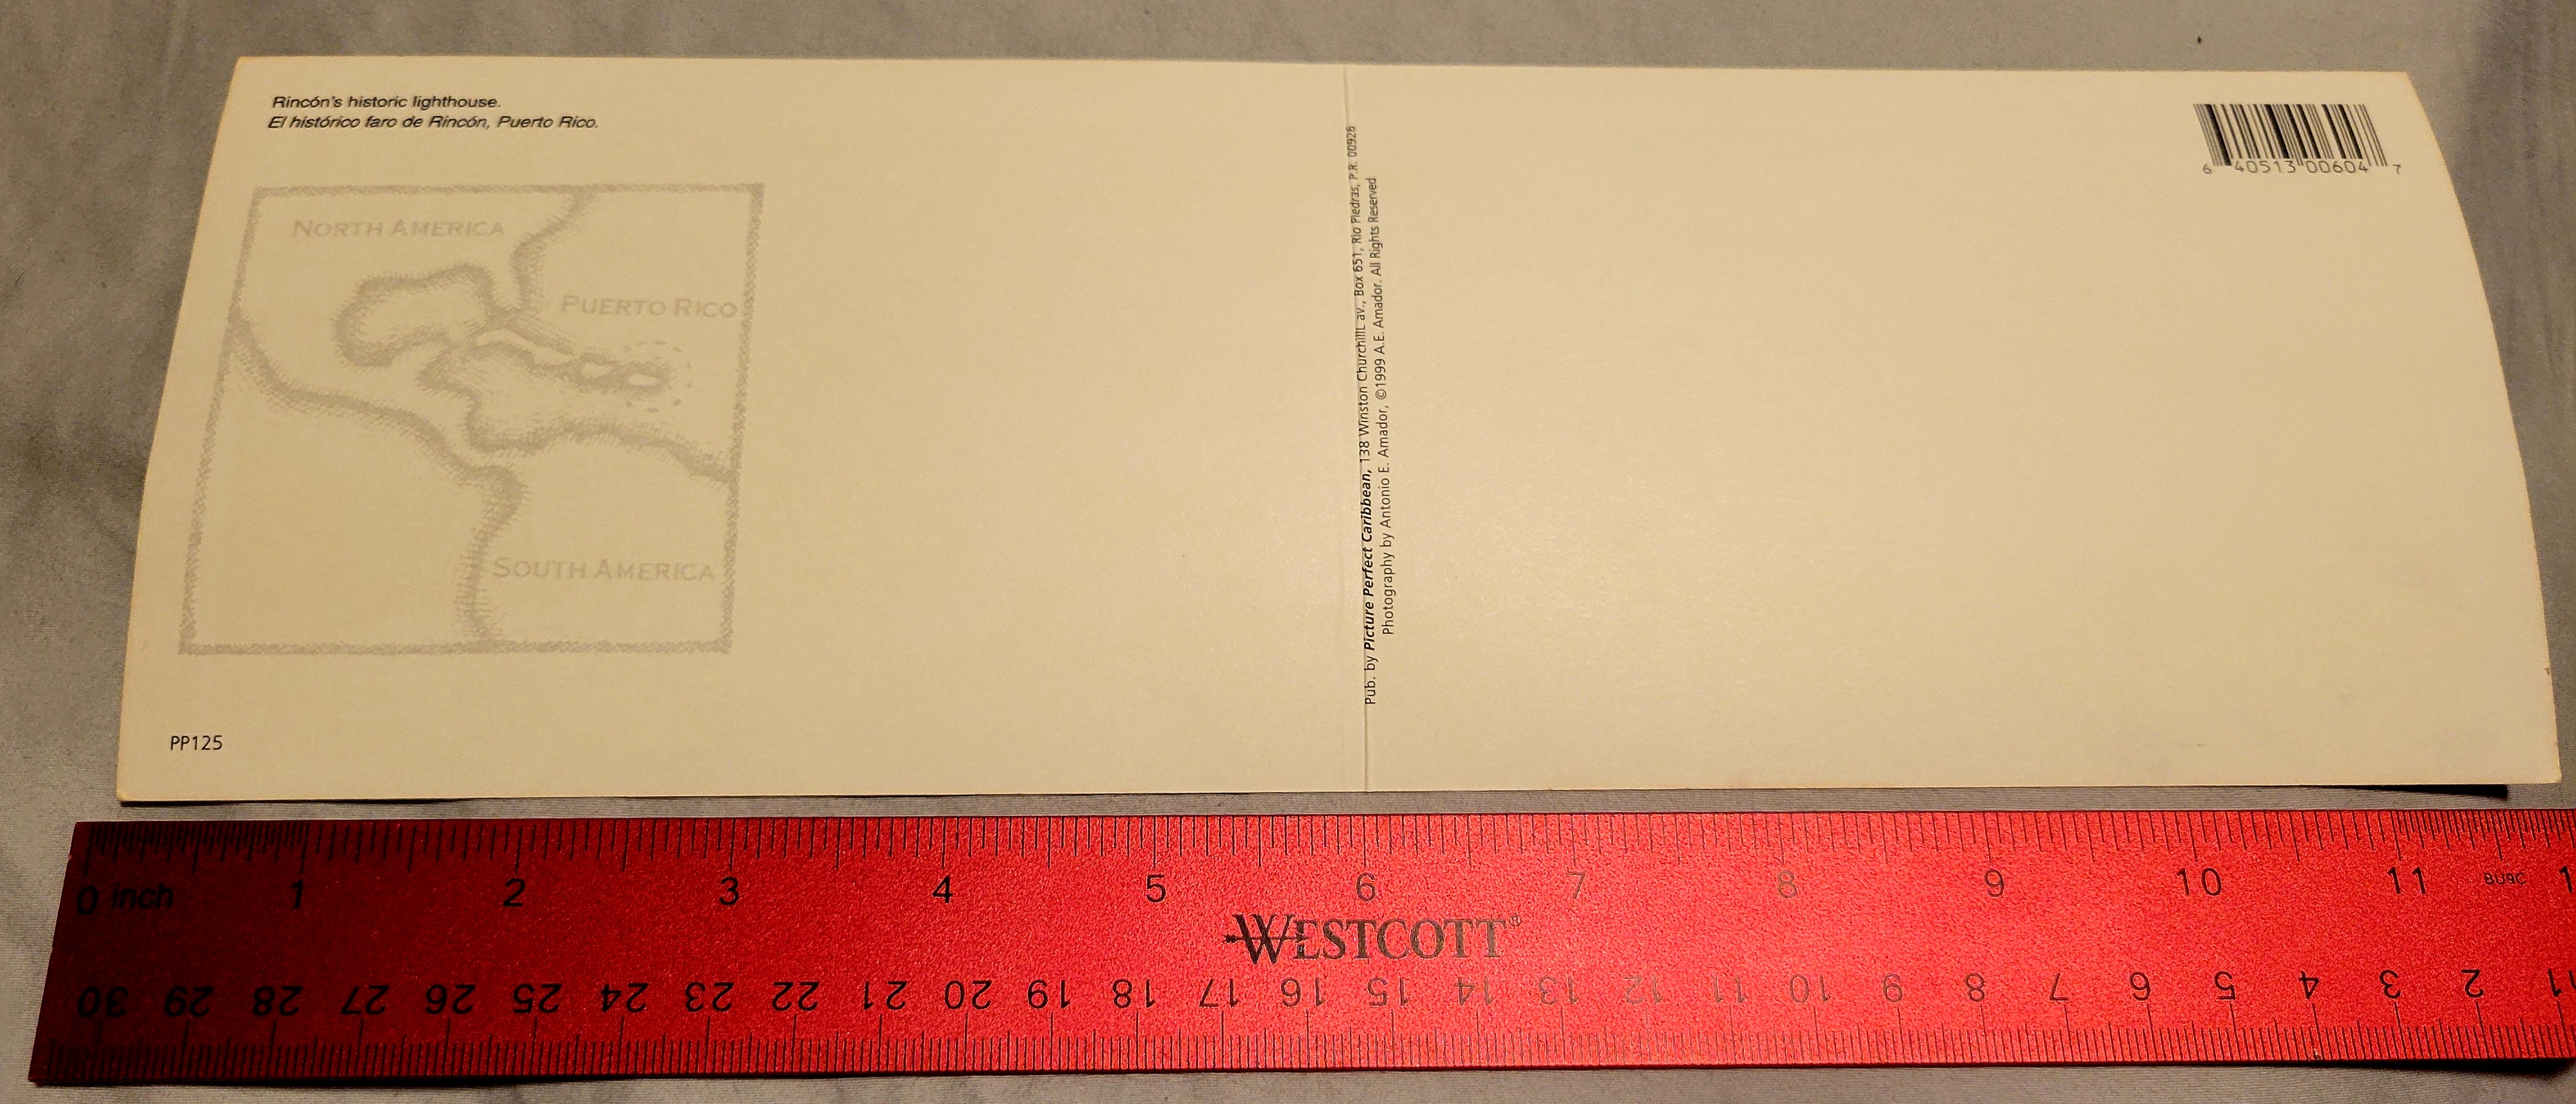 Rincón's historic lighthouse.
El histórico faro de Rincón, Puerto Rico.
NORTH AMERICA
PUERTO RICO
SOUTH AMERICA
PP125
Pub. by Picture Perfect Caribbean, 138 Winston ChurchilL av., Box 651, Río Piedras, P.R. 00926
Photography by Antonio E. Amador, ©1999 A.E. Amador. All Rights Reserved
6 40513 00604 7
0 inch 1 2 3 4 5 6 7 8 9 10 11 BU9C 1
WESTCOTT®
30 29 28 27 26 25 24 23 22 21 20 19 18 17 16 15 14 13 12 11 10 9 8 7 6 5 4 3 2 1